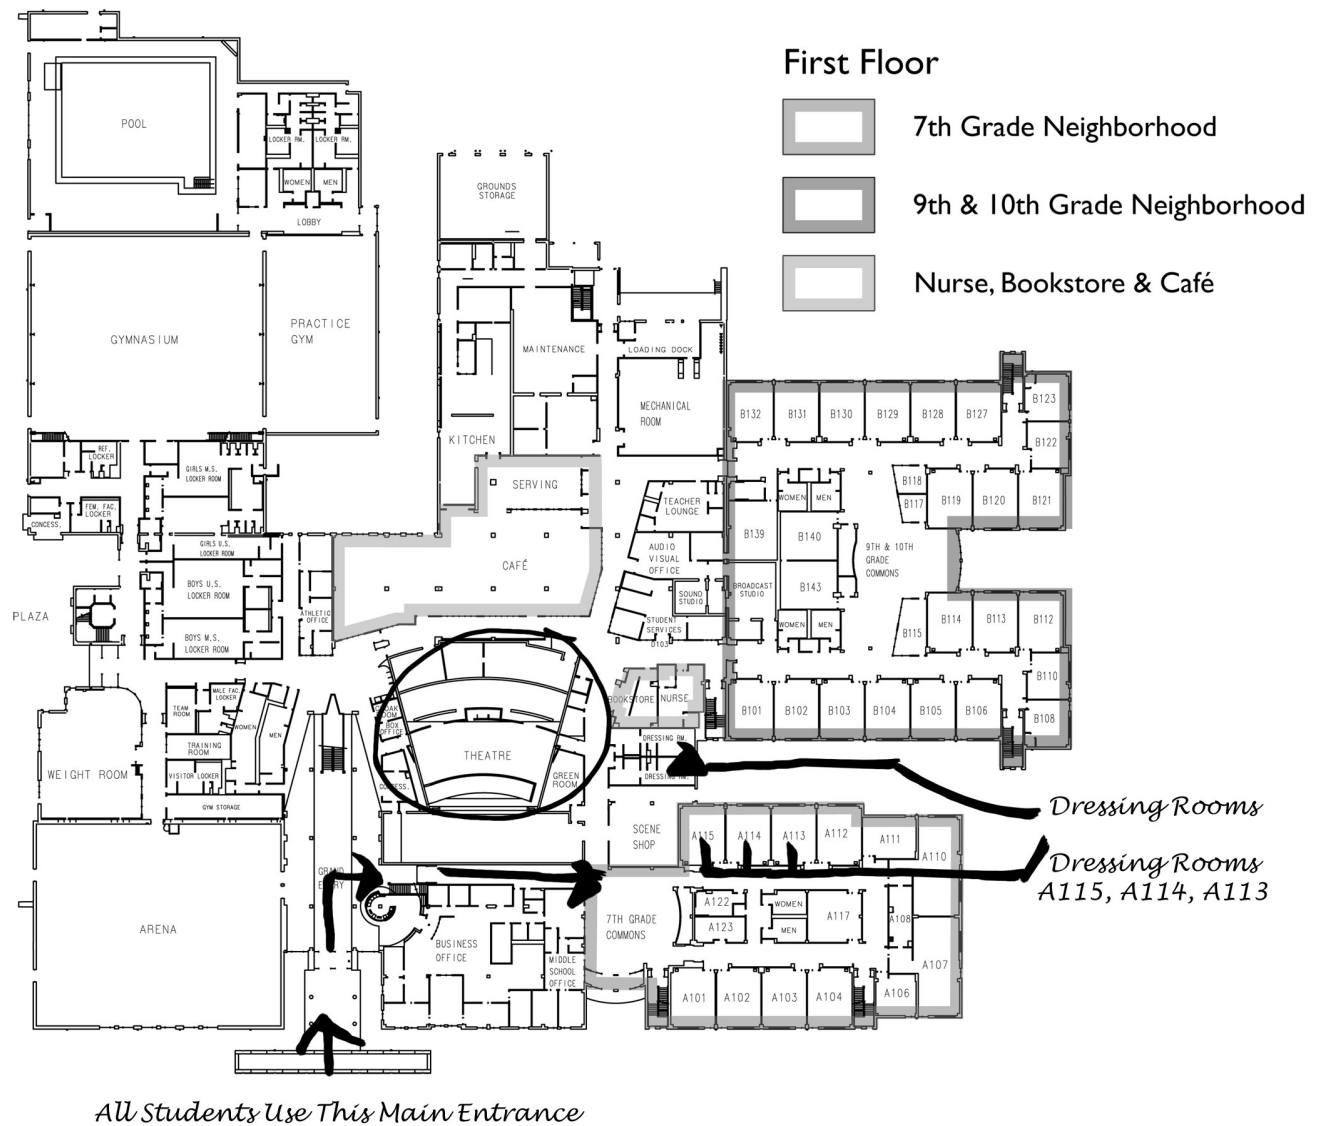 First Floor
7th Grade Neighborhood
9th & 10th Grade Neighborhood
Nurse, Bookstore & Café
POOL
LOCKER RM.
LOCKER RM.
WOMEN
MEN
LOBBY
GROUNDS
STORAGE
GYMNASIUM
PRACTICE
GYM
MAINTENANCE
LOADING DOCK
MECHANICAL
ROOM
KITCHEN
SERVING
CAFÉ
B132
B131
B130
B129
B128
B127
B123
B122
B118
B117
B119
B120
B121
WOMEN
MEN
B139
B140
9TH & 10TH
GRADE
COMMONS
BROADCAST
STUDIO
B143
WOMEN
MEN
B115
B114
B113
B112
B110
B108
B101
B102
B103
B104
B105
B106
TEACHER
LOUNGE
AUDIO
VISUAL
OFFICE
SOUND
STUDIO
STUDENT
SERVICES
D103
REF.
LOCKER
GIRLS M.S.
LOCKER ROOM
FEM. FAC.
LOCKER
CONCESS.
GIRLS U.S.
LOCKER ROOM
BOYS U.S.
LOCKER ROOM
BOYS M.S.
LOCKER ROOM
ATHLETIC
OFFICE
PLAZA
MALE FAC.
LOCKER
TEAM
ROOM
WOMEN
MEN
TRAINING
ROOM
VISITOR LOCKER
GYM STORAGE
WEIGHT ROOM
ARENA
GRAND
ENTRY
BOX
OFFICE
THEATRE
GREEN
ROOM
CONCESS.
BOOKSTORE
NURSE
DRESSING RM.
DRESSING RM.
SCENE
SHOP
A115
A114
A113
A112
A111
A110
7TH GRADE
COMMONS
A122
A123
WOMEN
MEN
A117
A108
A107
A106
A101
A102
A103
A104
BUSINESS
OFFICE
MIDDLE
SCHOOL
OFFICE
Dressing Rooms
Dressing Rooms
A115, A114, A113
All Students Use This Main Entrance